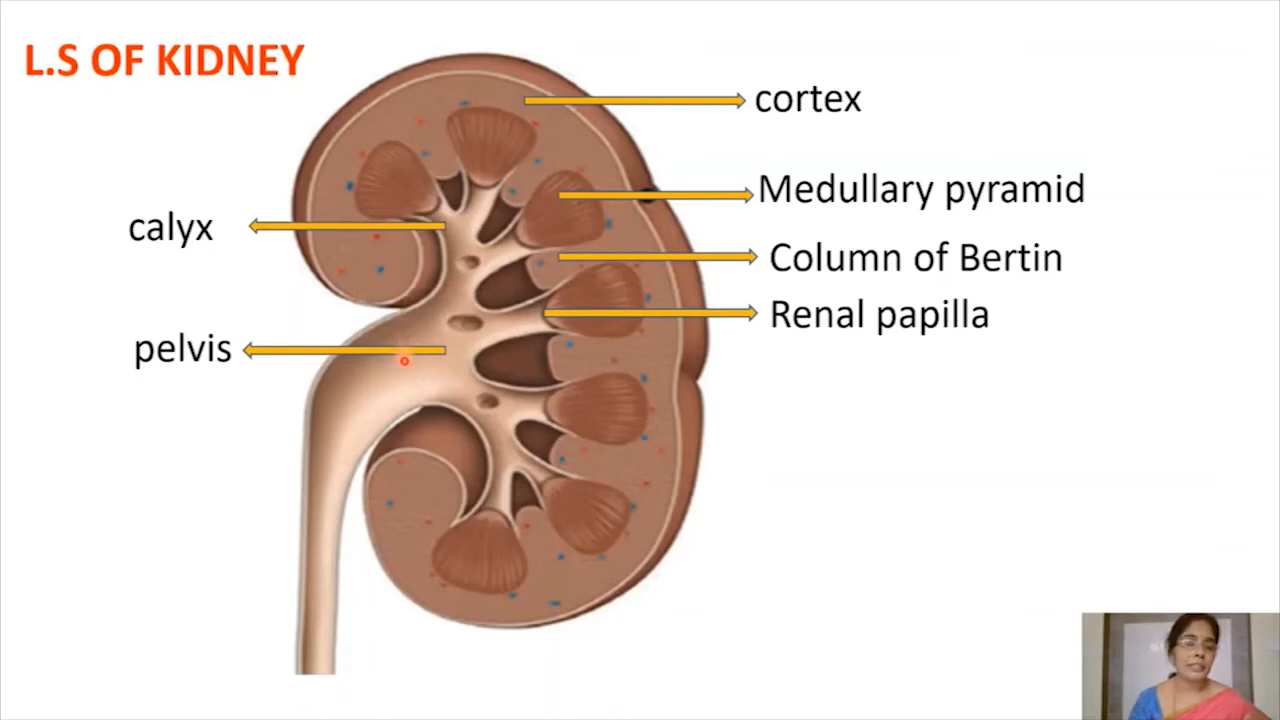 L.S OF KIDNEY
cortex
Medullary pyramid
calyx
Column of Bertin
Renal papilla
pelvis